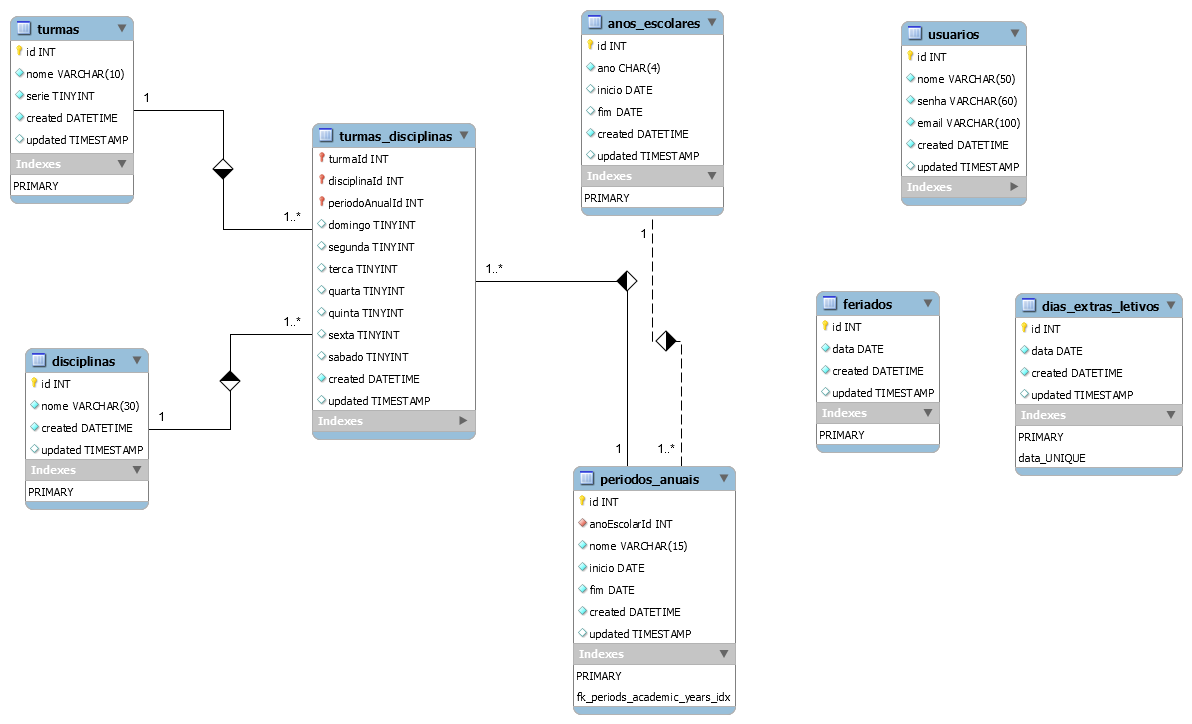 turmas
id INT
nome VARCHAR(10)
serie TINYINT
created DATETIME
updated TIMESTAMP
Indexes
PRIMARY
1
1..*
disciplinas
id INT
nome VARCHAR(30)
created DATETIME
updated TIMESTAMP
Indexes
PRIMARY
1
1..*
turmas_disciplinas
turmaId INT
disciplinaId INT
periodoAnualId INT
domingo TINYINT
segunda TINYINT
terca TINYINT
quarta TINYINT
quinta TINYINT
sexta TINYINT
sabado TINYINT
created DATETIME
updated TIMESTAMP
Indexes
1..*
1
anos_escolares
id INT
ano CHAR(4)
inicio DATE
fim DATE
created DATETIME
updated TIMESTAMP
Indexes
PRIMARY
1
1..*
periodos_anuais
id INT
anoEscolarId INT
nome VARCHAR(15)
inicio DATE
fim DATE
created DATETIME
updated TIMESTAMP
Indexes
PRIMARY
fk_periods_academic_years_idx
usuarios
id INT
nome VARCHAR(50)
senha VARCHAR(60)
email VARCHAR(100)
created DATETIME
updated TIMESTAMP
Indexes
feriados
id INT
data DATE
created DATETIME
updated TIMESTAMP
Indexes
PRIMARY
dias_extras_letivos
id INT
data DATE
created DATETIME
updated TIMESTAMP
Indexes
PRIMARY
data_UNIQUE